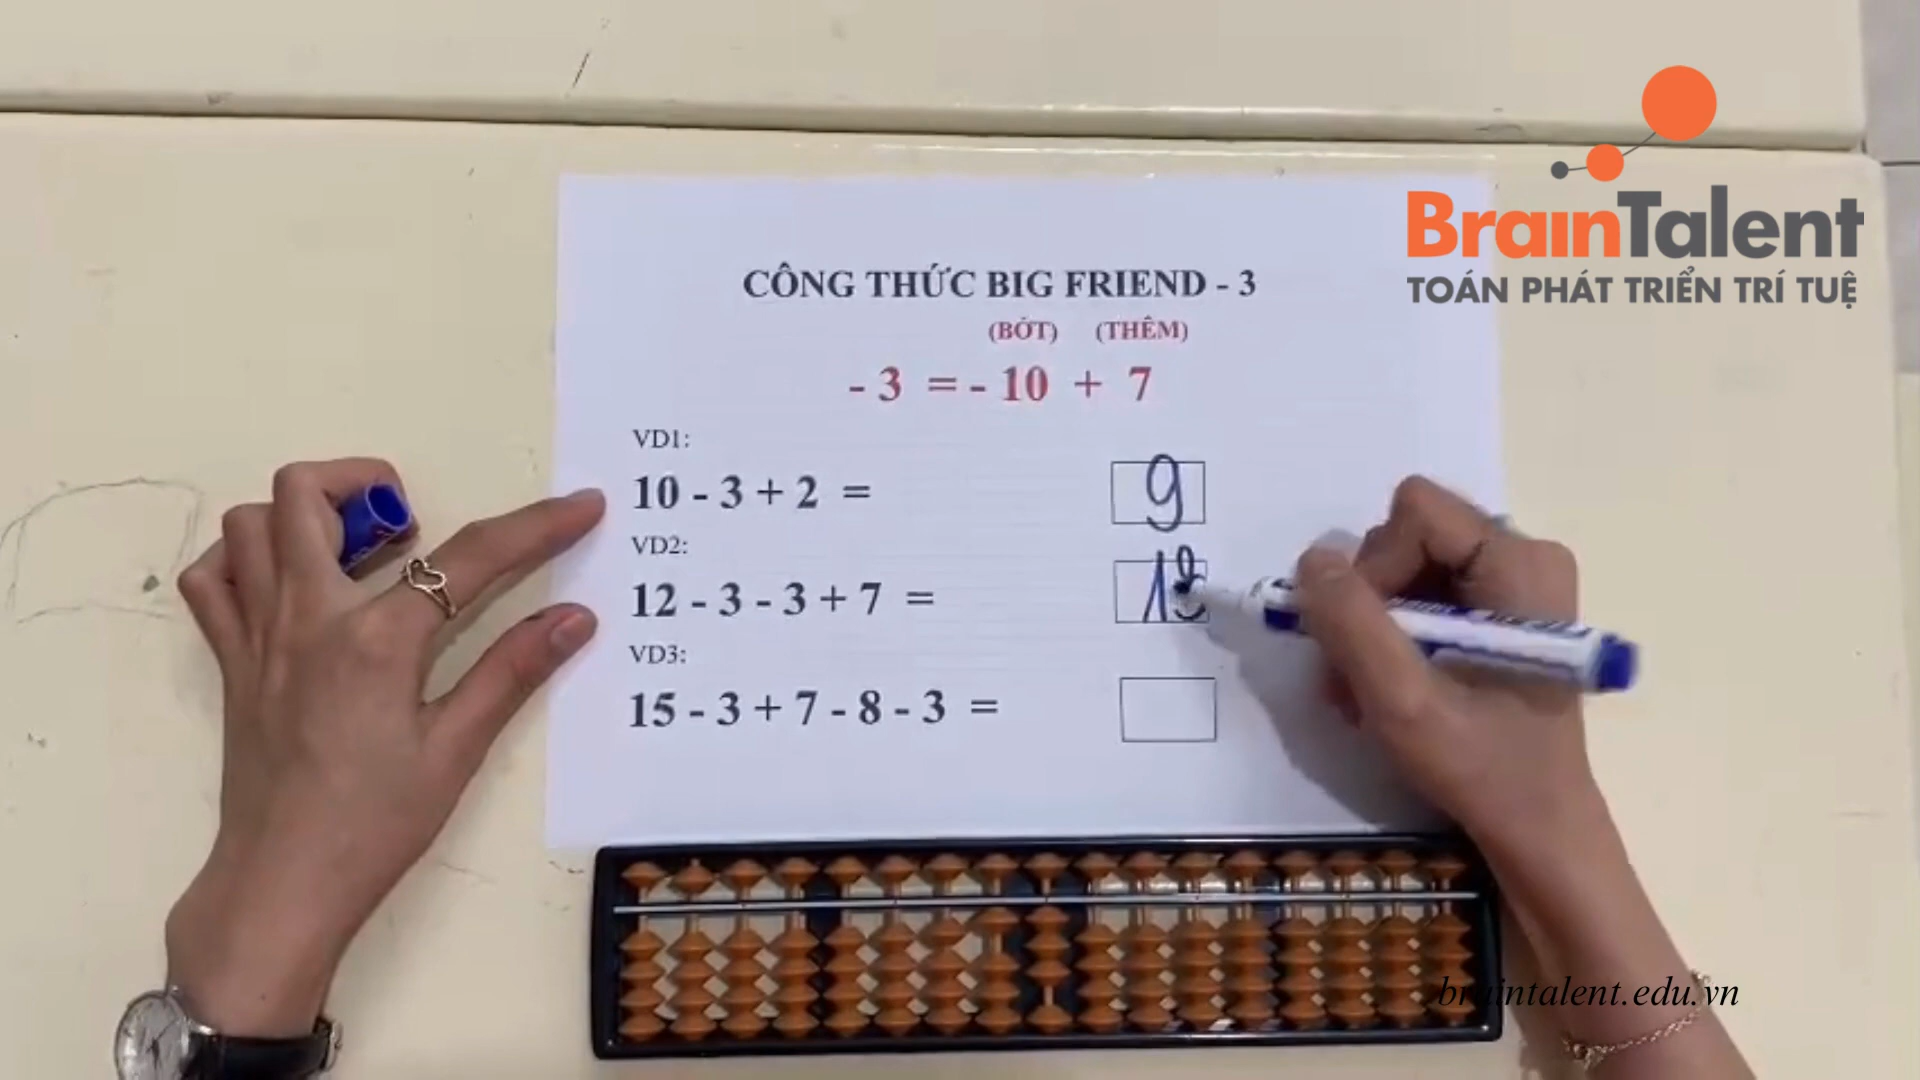 BrainTalent
TOÁN PHÁT TRIỂN TRÍ TUỆ
CÔNG THỨC BIG FRIEND - 3
(BỚT) (THÊM)
- 3 = - 10 + 7
VD1:
10 - 3 + 2 = 9
VD2:
12 - 3 - 3 + 7 = 13
VD3:
15 - 3 + 7 - 8 - 3 =
braintalent.edu.vn